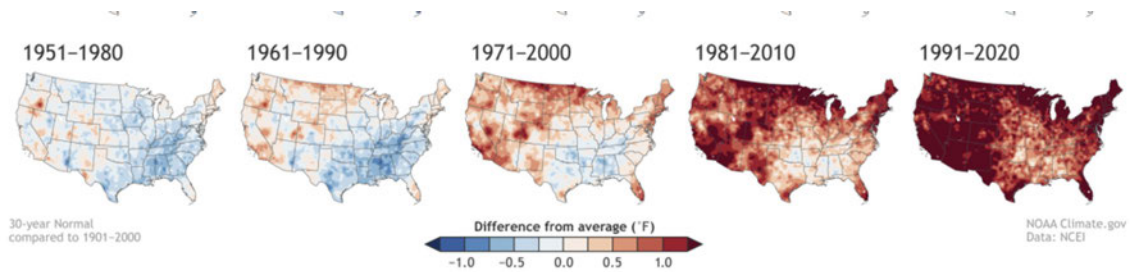 1951–1980
1961–1990
1971–2000
1981–2010
1991–2020
30-year Normal
compared to 1901–2000
Difference from average (°F)
−1.0 −0.5 0.0 0.5 1.0
NOAA Climate.gov
Data: NCEI